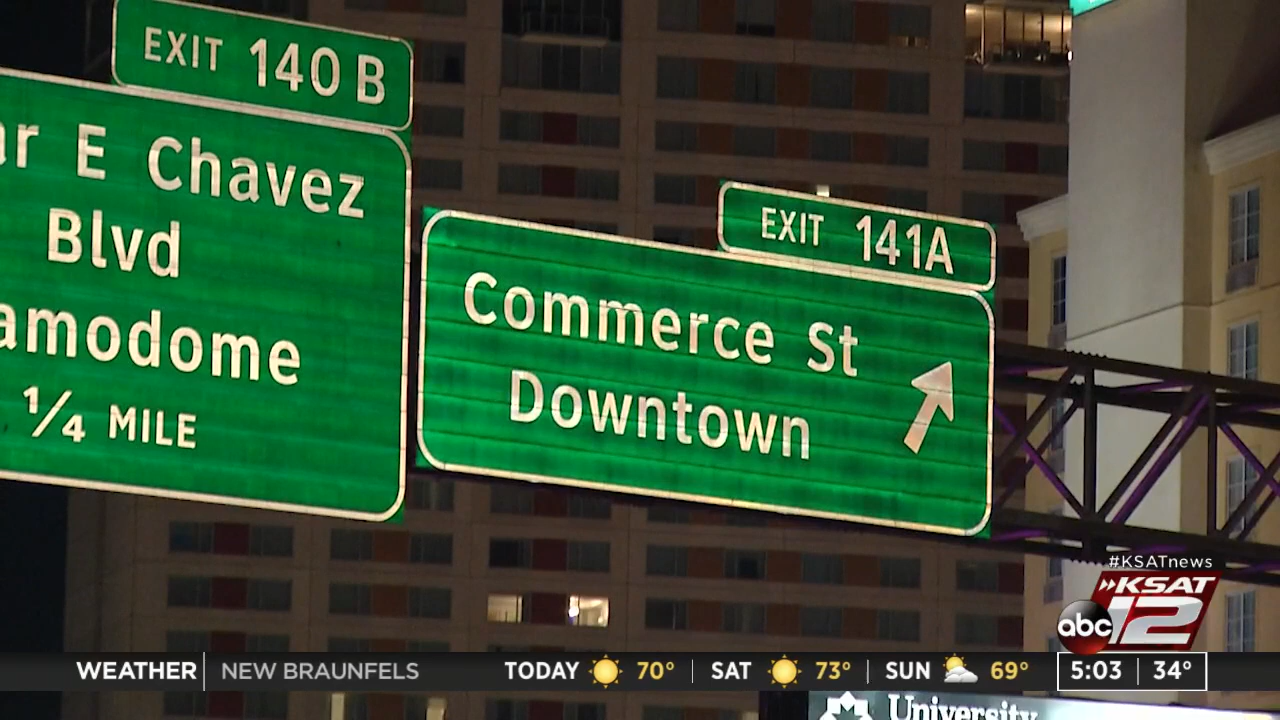 EXIT 140 B
ar E Chavez
Blvd
amodome
1/4 MILE
EXIT 141A
Commerce St
Downtown
#KSATnews
KSAT
abc 12
WEATHER NEW BRAUNFELS TODAY 70° SAT 73° SUN 69° 5:03 34°
University